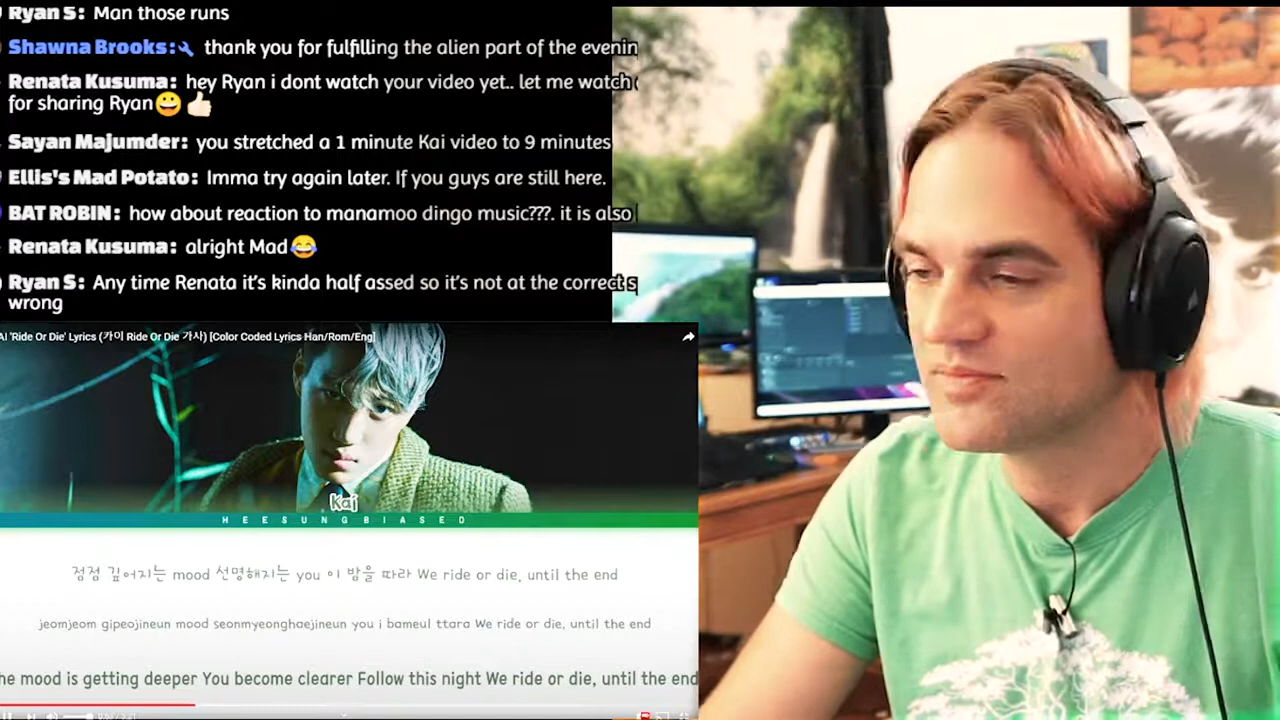 Ryan S: Man those runs
Shawna Brooks: thank you for fulfilling the alien part of the evenin
Renata Kusuma: hey Ryan i dont watch your video yet.. let me watch
for sharing Ryan😀👍🏻
Sayan Majumder: you stretched a 1 minute Kai video to 9 minutes
Ellis's Mad Potato: Imma try again later. If you guys are still here.
BAT ROBIN: how about reaction to manamoo dingo music???. it is also
Renata Kusuma: alright Mad😂
Ryan S: Any time Renata it's kinda half assed so it's not at the correct s
wrong
AI 'Ride Or Die' Lyrics (카이 Ride Or Die 가사) [Color Coded Lyrics Han/Rom/Eng]
Kai
HEESUNGBIASED
점점 깊어지는 mood 선명해지는 you 이 밤을 따라 We ride or die, until the end
jeomjeom gipeojineun mood seonmyeonghaejineun you i bameul ttara We ride or die, until the end
he mood is getting deeper You become clearer Follow this night We ride or die, until the end